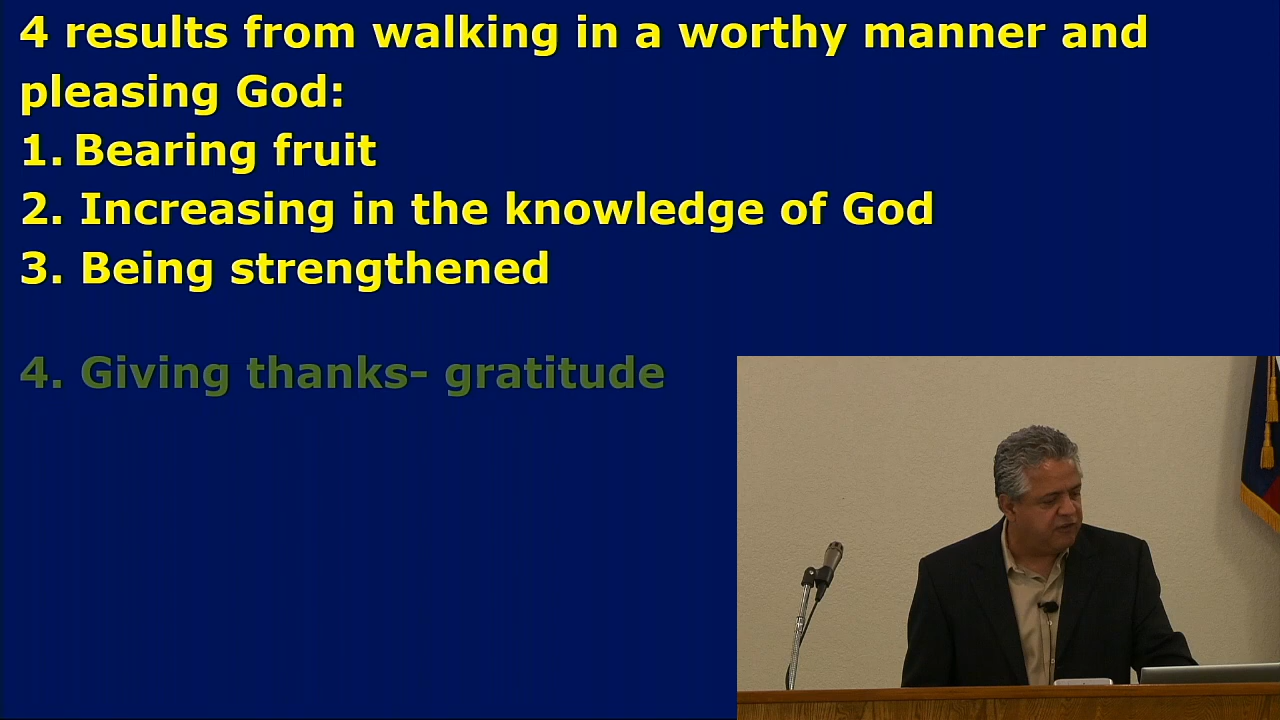 4 results from walking in a worthy manner and
pleasing God:
1. Bearing fruit
2. Increasing in the knowledge of God
3. Being strengthened
4. Giving thanks- gratitude